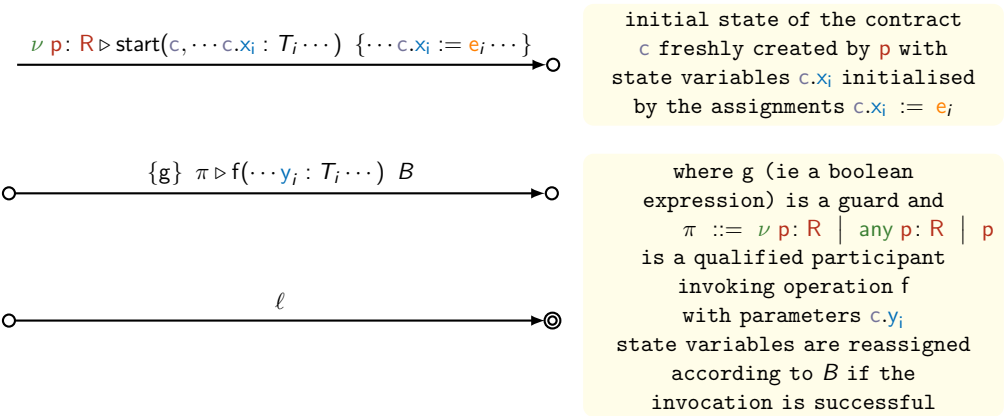 ν p: R ▹ start(c, ··· c.xᵢ : Tᵢ ···) {··· c.xᵢ := eᵢ ···}
initial state of the contract
c freshly created by p with
state variables c.xᵢ initialised
by the assignments c.xᵢ := eᵢ
{g} π ▹ f(··· yᵢ : Tᵢ ···) B
where g (ie a boolean
expression) is a guard and
π ::= ν p: R | any p: R | p
is a qualified participant
invoking operation f
with parameters c.yᵢ
state variables are reassigned
according to B if the
invocation is successful
ℓ